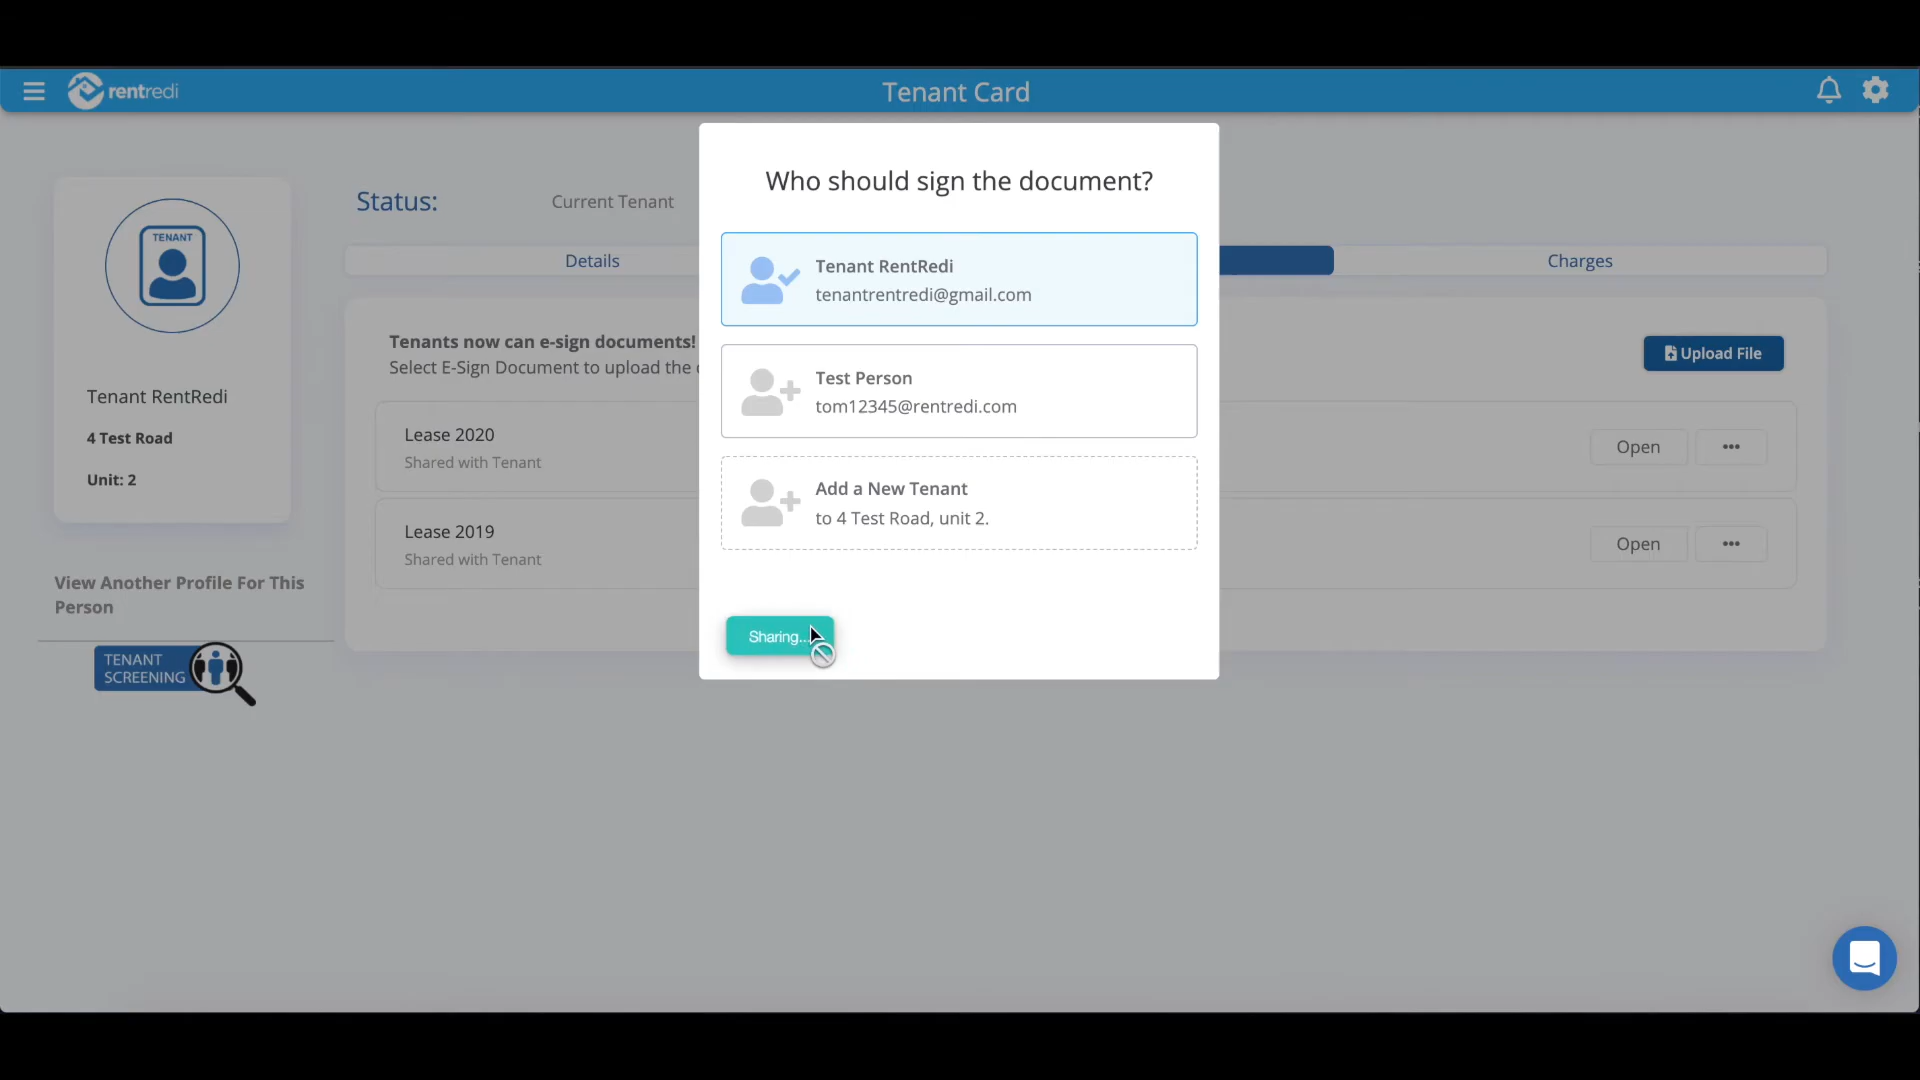 rentredi
Tenant Card
TENANT
Tenant RentRedi
4 Test Road
Unit: 2
View Another Profile For This
Person
TENANT
SCREENING
Status:
Current Tenant
Details
Charges
Tenants now can e-sign documents!
Select E-Sign Document to upload the
Upload File
Lease 2020
Shared with Tenant
Open
Lease 2019
Shared with Tenant
Open
Who should sign the document?
Tenant RentRedi
tenantrentredi@gmail.com
Test Person
tom12345@rentredi.com
Add a New Tenant
to 4 Test Road, unit 2.
Sharing...